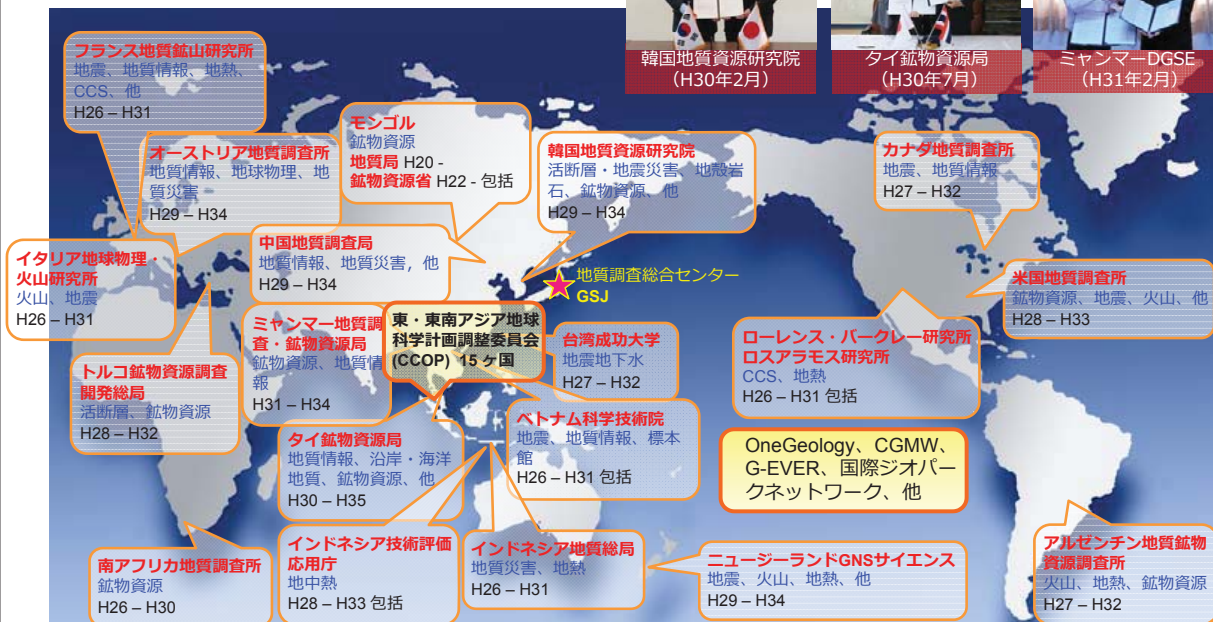 韓国地質資源研究院
（H30年2月）
タイ鉱物資源局
（H30年7月）
ミャンマーDGSE
（H31年2月）
フランス地質鉱山研究所
地震、地質情報、地熱、
CCS、他
H26 – H31
オーストリア地質調査所
地質情報、地球物理、地
質災害
H29 – H34
モンゴル
鉱物資源
地質局 H20 -
鉱物資源省 H22 - 包括
韓国地質資源研究院
活断層・地震災害、地殻岩
石、鉱物資源、他
H29 – H34
カナダ地質調査所
地震、地質情報
H27 – H32
イタリア地球物理・
火山研究所
火山、地震
H26 – H31
中国地質調査局
地質情報、地質災害，他
H29 – H34
地質調査総合センター
GSJ
米国地質調査所
鉱物資源、地震、火山、他
H28 – H33
ミャンマー地質調
査・鉱物資源局
鉱物資源、地質情
報
H31 – H34
東・東南アジア地球
科学計画調整委員会
(CCOP) 15 ヶ国
台湾成功大学
地震地下水
H27 – H32
ローレンス・バークレー研究所
ロスアラモス研究所
CCS、地熱
H26 – H31 包括
トルコ鉱物資源調査
開発総局
活断層、鉱物資源
H28 – H32
タイ鉱物資源局
地質情報、沿岸・海洋
地質、鉱物資源、他
H30 – H35
ベトナム科学技術院
地震、地質情報、標本
館
H26 – H31 包括
OneGeology、CGMW、
G-EVER、国際ジオパー
クネットワーク、他
南アフリカ地質調査所
鉱物資源
H26 – H30
インドネシア技術評価
応用庁
地中熱
H28 – H33 包括
インドネシア地質総局
地質災害、地熱
H26 – H31
ニュージーランドGNSサイエンス
地震、火山、地熱、他
H29 – H34
アルゼンチン地質鉱物
資源調査所
火山、地熱、鉱物資源
H27 – H32